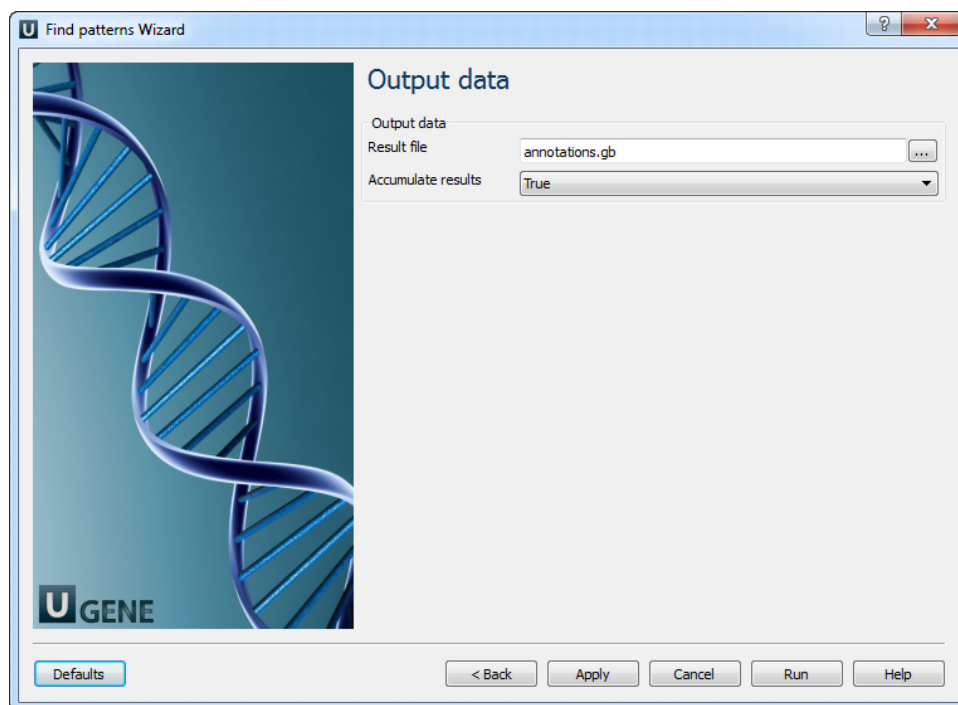 U Find patterns Wizard
?
X
Output data
Output data
Result file
annotations.gb
...
Accumulate results
True
U GENE
Defaults
< Back
Apply
Cancel
Run
Help